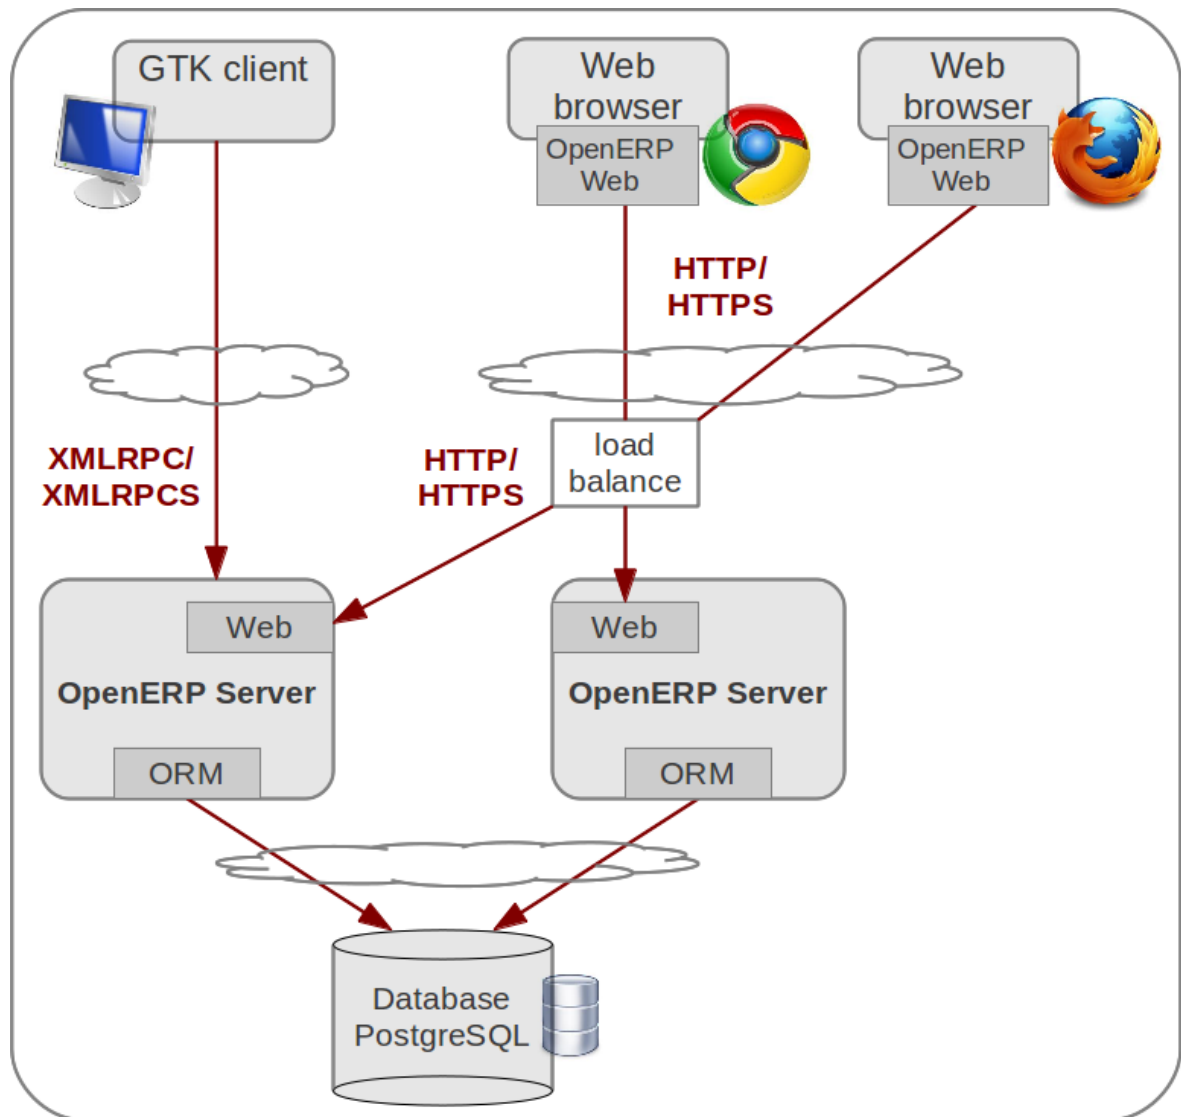 GTK client
Web
browser
OpenERP
Web
Web
browser
OpenERP
Web
HTTP/
HTTPS
load
balance
XMLRPC/
XMLRPCS
HTTP/
HTTPS
Web
OpenERP Server
ORM
Web
OpenERP Server
ORM
Database
PostgreSQL